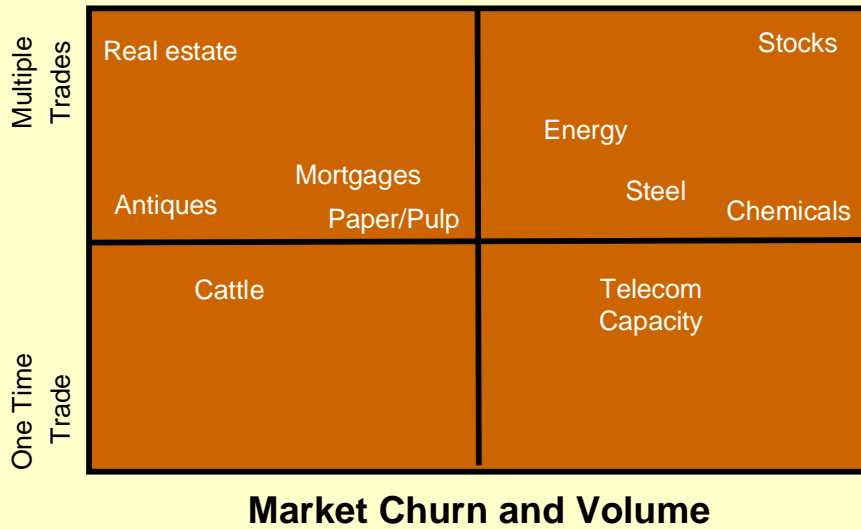 Multiple
Trades
Real estate
Stocks
Energy
Mortgages
Steel
Antiques
Paper/Pulp
Chemicals
Cattle
Telecom
Capacity
One Time
Trade
Market Churn and Volume